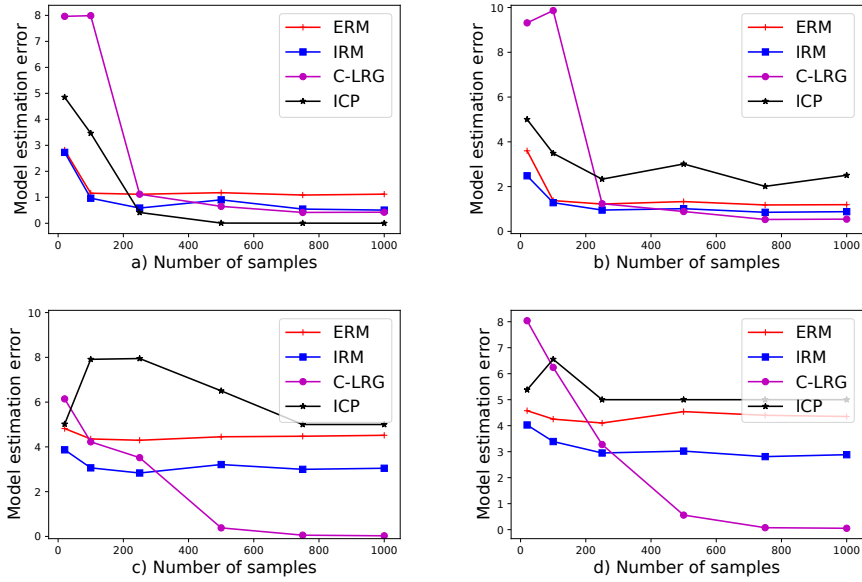 Model estimation error
8
7
6
5
4
3
2
1
0
0 200 400 600 800 1000
a) Number of samples
ERM
IRM
C-LRG
ICP
Model estimation error
10
8
6
4
2
0
0 200 400 600 800 1000
b) Number of samples
ERM
IRM
C-LRG
ICP
Model estimation error
10
8
6
4
2
0
0 200 400 600 800 1000
c) Number of samples
ERM
IRM
C-LRG
ICP
Model estimation error
8
7
6
5
4
3
2
1
0
0 200 400 600 800 1000
d) Number of samples
ERM
IRM
C-LRG
ICP